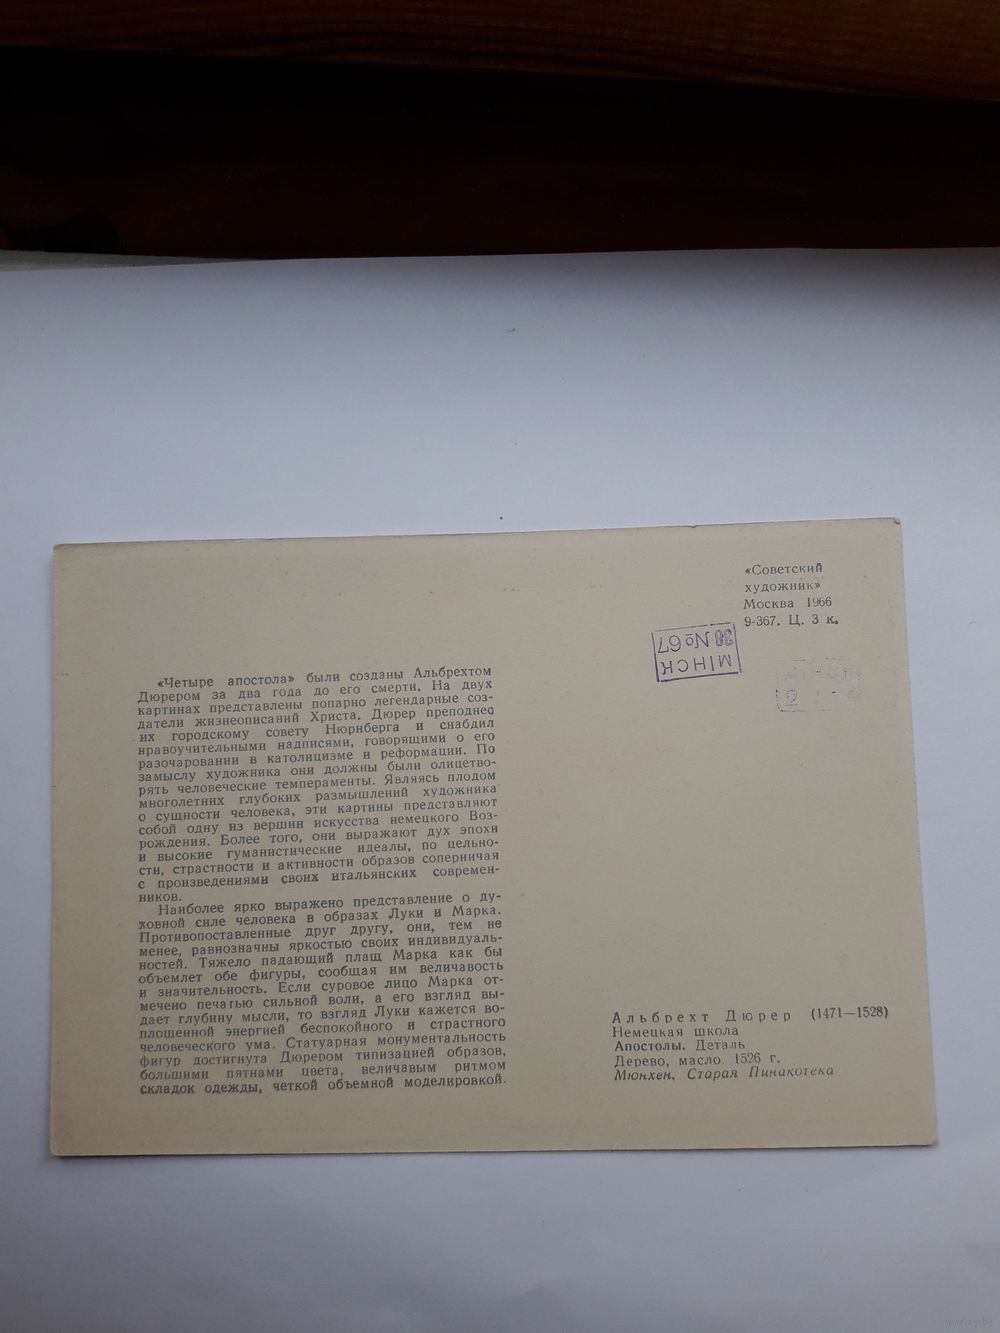 «Советский
художник»
Москва 1966
9-367. Ц. 3 к.
МІНСК
№ 67
2
«Четыре апостола» были созданы Альбрехтом
Дюрером за два года до его смерти. На двух
картинах представлены попарно легендарные соз-
датели жизнеописаний Христа. Дюрер преподнес
их городскому совету Нюрнберга и снабдил
нравоучительными надписями, говорящими о его
разочаровании в католицизме и реформации. По
замыслу художника они должны были олицетво-
рять человеческие темпераменты. Являясь плодом
многолетних глубоких размышлений художника
о сущности человека, эти картины представляют
собой одну из вершин искусства немецкого Воз-
рождения. Более того, они выражают дух эпохи
и высокие гуманистические идеалы, по цельно-
сти, страстности и активности образов соперничая
с произведениями своих итальянских современ-
ников.
Наиболее ярко выражено представление о ду-
ховной силе человека в образах Луки и Марка.
Противопоставленные друг другу, они, тем не
менее, равнозначны яркостью своих индивидуаль-
ностей. Тяжело падающий плащ Марка как бы
объемлет обе фигуры, сообщая им величавость
и значительность. Если суровое лицо Марка от-
мечено печатью сильной воли, а его взгляд вы-
дает глубину мысли, то взгляд Луки кажется во-
площенной энергией беспокойного и страстного
человеческого ума. Статуарная монументальность
фигур достигнута Дюрером типизацией образов,
большими пятнами цвета, величавым ритмом
складок одежды, четкой объемной моделировкой.
Альбрехт Дюрер (1471—1528)
Немецкая школа
Апостолы. Деталь
Дерево, масло. 1526 г.
Мюнхен, Старая Пинакотека